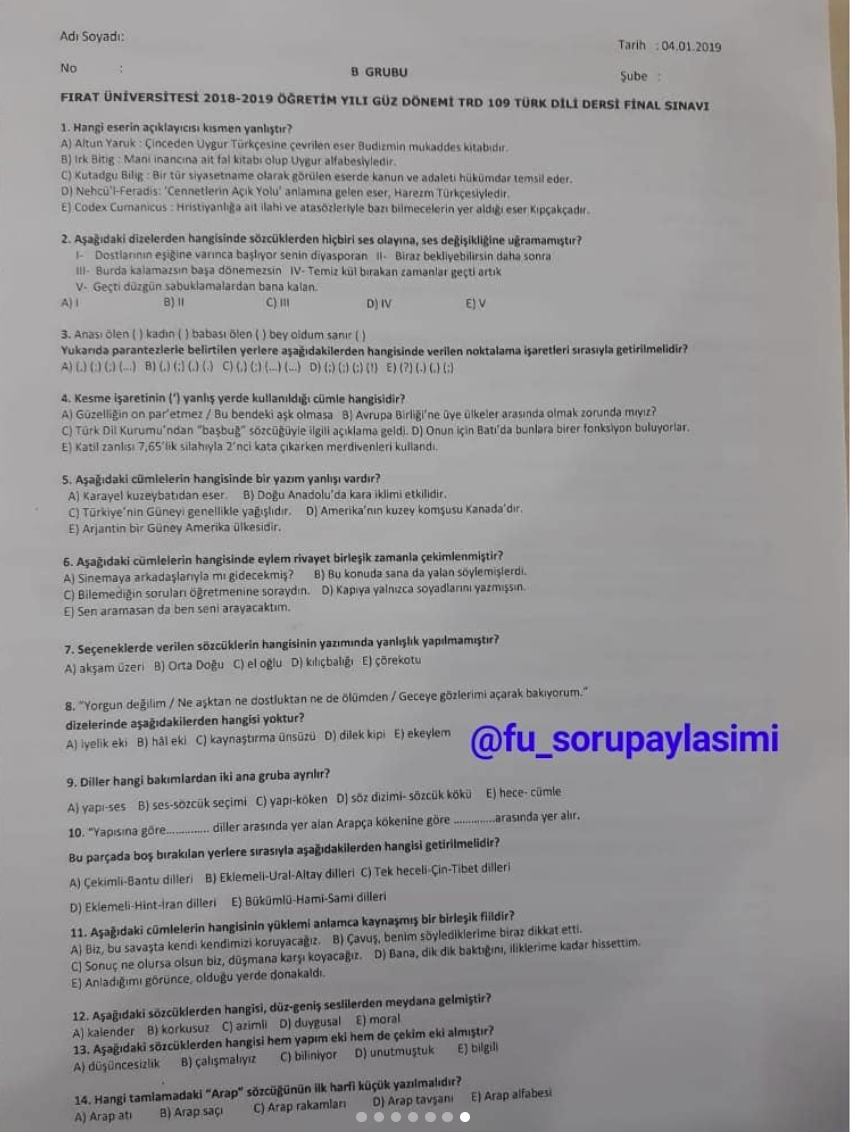 Adı Soyadı:
Tarih : 04.01.2019
No :
B GRUBU
Şube :
FIRAT ÜNİVERSİTESİ 2018-2019 ÖĞRETİM YILI GÜZ DÖNEMİ TRD 109 TÜRK DİLİ DERSİ FİNAL SINAVI
1. Hangi eserin açıklayıcısı kısmen yanlıştır?
A) Altun Yaruk : Çinceden Uygur Türkçesine çevrilen eser Budizmin mukaddes kitabıdır.
B) Irk Bitig : Mani inancına ait fal kitabı olup Uygur alfabesiyledir.
C) Kutadgu Bilig : Bir tür siyasetname olarak görülen eserde kanun ve adaleti hükümdar temsil eder.
D) Nehcü'l-Feradis: 'Cennetlerin Açık Yolu' anlamına gelen eser, Harezm Türkçesiyledir.
E) Codex Cumanicus : Hristiyanlığa ait ilahi ve atasözleriyle bazı bilmecelerin yer aldığı eser Kıpçakçadır.
2. Aşağıdaki dizelerden hangisinde sözcüklerden hiçbiri ses olayına, ses değişikliğine uğramamıştır?
I- Dostlarının eşiğine varınca başlıyor senin diyasporan II- Biraz bekliyebilirsin daha sonra
III- Burda kalamazsın başa dönemezsin IV- Temiz kül bırakan zamanlar geçti artık
V- Geçti düzgün sabuklamalardan bana kalan.
A) I B) II C) III D) IV E) V
3. Anası ölen ( ) kadın ( ) babası ölen ( ) bey oldum sanır ( )
Yukarıda parantezlerle belirtilen yerlere aşağıdakilerden hangisinde verilen noktalama işaretleri sırasıyla getirilmelidir?
A) (,) (;) (;) (...) B) (,) (;) (,) (.) C) (,) (;) (...) (...) D) (;) (;) (;) (!) E) (?) (.) (,) (;)
4. Kesme işaretinin (') yanlış yerde kullanıldığı cümle hangisidir?
A) Güzelliğin on par'etmez / Bu bendeki aşk olmasa B) Avrupa Birliği'ne üye ülkeler arasında olmak zorunda mıyız?
C) Türk Dil Kurumu'ndan "başbuğ" sözcüğüyle ilgili açıklama geldi. D) Onun için Batı'da bunlara birer fonksiyon buluyorlar.
E) Katil zanlısı 7,65'lik silahıyla 2'nci kata çıkarken merdivenleri kullandı.
5. Aşağıdaki cümlelerin hangisinde bir yazım yanlışı vardır?
A) Karayel kuzeybatıdan eser. B) Doğu Anadolu'da kara iklimi etkilidir.
C) Türkiye'nin Güneyi genellikle yağışlıdır. D) Amerika'nın kuzey komşusu Kanada'dır.
E) Arjantin bir Güney Amerika ülkesidir.
6. Aşağıdaki cümlelerin hangisinde eylem rivayet birleşik zamanla çekimlenmiştir?
A) Sinemaya arkadaşlarıyla mı gidecekmiş? B) Bu konuda sana da yalan söylemişlerdi.
C) Bilemediğin soruları öğretmenine soraydın. D) Kapıya yalnızca soyadlarını yazmışsın.
E) Sen aramasan da ben seni arayacaktım.
7. Seçeneklerde verilen sözcüklerin hangisinin yazımında yanlışlık yapılmamıştır?
A) akşam üzeri B) Orta Doğu C) el oğlu D) kılıçbalığı E) çörekotu
8. "Yorgun değilim / Ne aşktan ne dostluktan ne de ölümden / Geceye gözlerimi açarak bakıyorum."
dizelerinde aşağıdakilerden hangisi yoktur?
A) iyelik eki B) hâl eki C) kaynaştırma ünsüzü D) dilek kipi E) ekeylem
@fu_sorupaylasimi
9. Diller hangi bakımlardan iki ana gruba ayrılır?
A) yapı-ses B) ses-sözcük seçimi C) yapı-köken D) söz dizimi- sözcük kökü E) hece- cümle
10. "Yapısına göre............. diller arasında yer alan Arapça kökenine göre .............arasında yer alır.
Bu parçada boş bırakılan yerlere sırasıyla aşağıdakilerden hangisi getirilmelidir?
A) Çekimli-Bantu dilleri B) Eklemeli-Ural-Altay dilleri C) Tek heceli-Çin-Tibet dilleri
D) Eklemeli-Hint-İran dilleri E) Bükümlü-Hami-Sami dilleri
11. Aşağıdaki cümlelerin hangisinin yüklemi anlamca kaynaşmış bir birleşik fiildir?
A) Biz, bu savaşta kendi kendimizi koruyacağız. B) Çavuş, benim söylediklerime biraz dikkat etti.
C) Sonuç ne olursa olsun biz, düşmana karşı koyacağız. D) Bana, dik dik baktığını, iliklerime kadar hissettim.
E) Anladığımı görünce, olduğu yerde donakaldı.
12. Aşağıdaki sözcüklerden hangisi, düz-geniş seslilerden meydana gelmiştir?
A) kalender B) korkusuz C) azimli D) duygusal E) moral
13. Aşağıdaki sözcüklerden hangisi hem yapım eki hem de çekim eki almıştır?
A) düşüncesizlik B) çalışmalıyız C) biliniyor D) unutmuştuk E) bilgili
14. Hangi tamlamadaki "Arap" sözcüğünün ilk harfi küçük yazılmalıdır?
A) Arap atı B) Arap saçı C) Arap rakamları D) Arap tavşanı E) Arap alfabesi